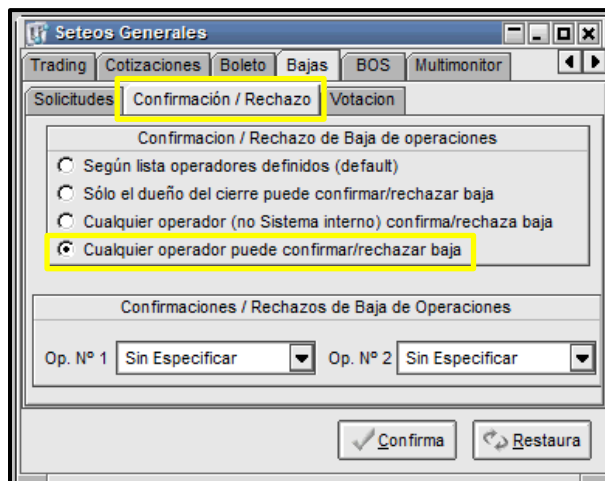 Seteos Generales
Trading Cotizaciones Boleto Bajas BOS Multimonitor
Solicitudes Confirmación / Rechazo Votacion
Confirmacion / Rechazo de Baja de operaciones
Según lista operadores definidos (default)
Sólo el dueño del cierre puede confirmar/rechazar baja
Cualquier operador (no Sistema interno) confirma/rechaza baja
Cualquier operador puede confirmar/rechazar baja
Confirmaciones / Rechazos de Baja de Operaciones
Op. Nº 1 Sin Especificar Op. Nº 2 Sin Especificar
Confirma Restaura